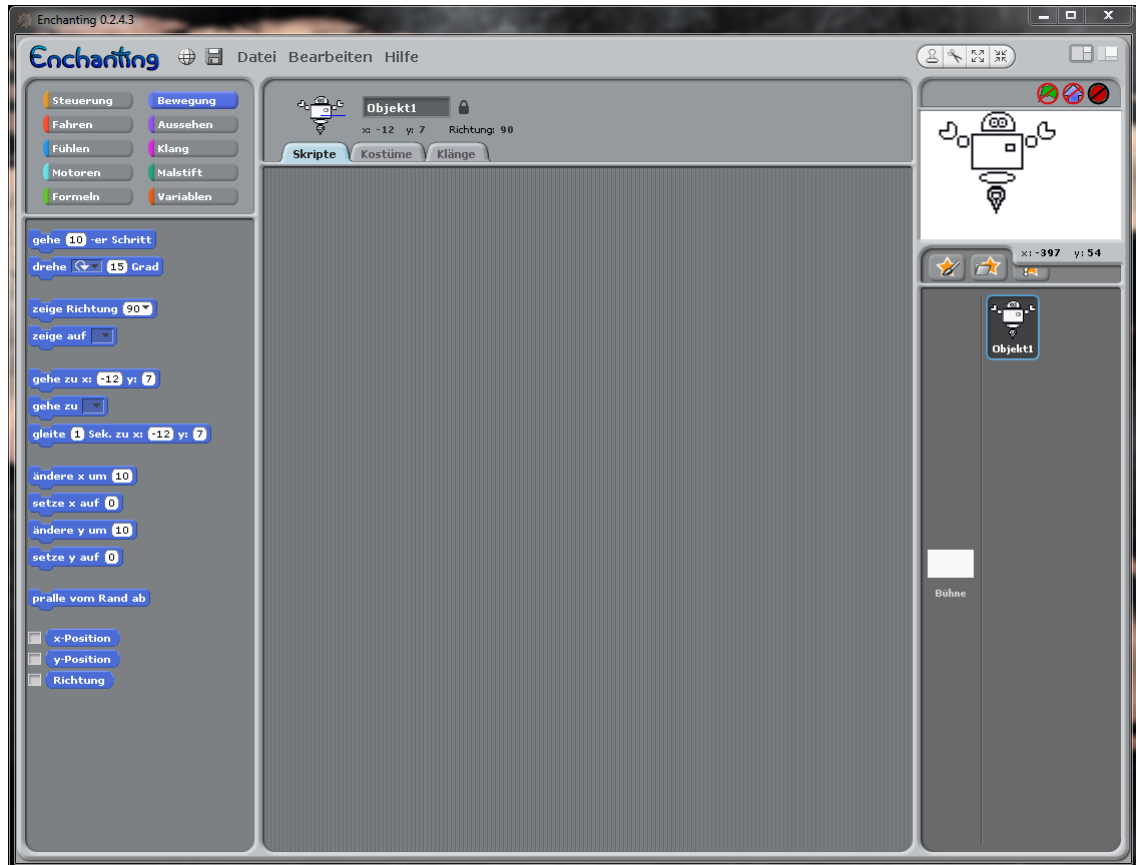 Enchanting 0.2.4.3
Enchanting Datei Bearbeiten Hilfe
Steuerung Bewegung
Fahren Aussehen
Fühlen Klang
Motoren Malstift
Formeln Variablen
gehe 10 -er Schritt
drehe 15 Grad
zeige Richtung 90
zeige auf
gehe zu x: -12 y: 7
gehe zu
gleite 1 Sek. zu x: -12 y: 7
ändere x um 10
setze x auf 0
ändere y um 10
setze y auf 0
pralle vom Rand ab
x-Position
y-Position
Richtung
Objekt1
x: -12 y: 7 Richtung: 90
Skripte Kostüme Klänge
x: -397 y: 54
Objekt1
Bühne